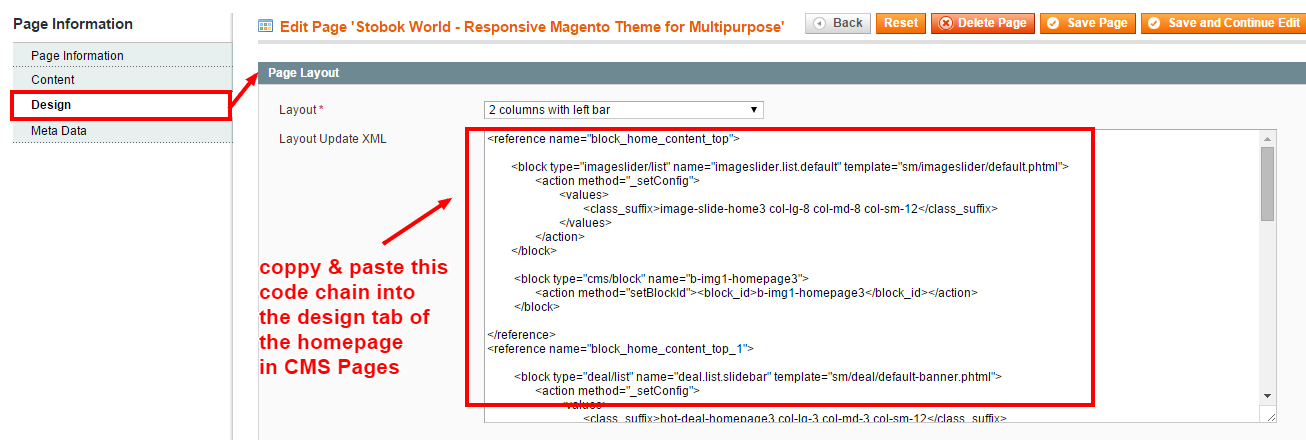 Page Information
Page Information
Content
Design
Meta Data
Edit Page 'Stobok World - Responsive Magento Theme for Multipurpose'
Back
Reset
Delete Page
Save Page
Save and Continue Edit
Page Layout
Layout *
2 columns with left bar
Layout Update XML
<reference name="block_home_content_top">
<block type="imageslider/list" name="imageslider.list.default" template="sm/imageslider/default.phtml">
<action method="_setConfig">
<values>
<class_suffix>image-slide-home3 col-lg-8 col-md-8 col-sm-12</class_suffix>
</values>
</action>
</block>
<block type="cms/block" name="b-img1-homepage3">
<action method="setBlockId"><block_id>b-img1-homepage3</block_id></action>
</block>
</reference>
<reference name="block_home_content_top_1">
<block type="deal/list" name="deal.list.slidebar" template="sm/deal/default-banner.phtml">
<action method="_setConfig">
<values>
<class_suffix>hot-deal-homepage3 col-lg-3 col-md-3 col-sm-12</class_suffix>
coppy & paste this
code chain into
the design tab of
the homepage
in CMS Pages